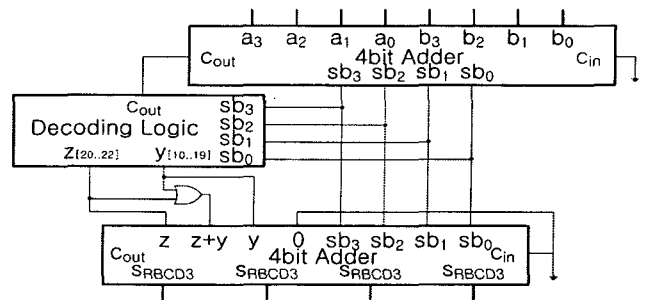 a3 a2 a1 a0 b3 b2 b1 b0
Cout 4bit Adder Cin
sb3 sb2 sb1 sb0
Cout sb3
Decoding Logic sb2
sb1
z[20..22] y[10..19] sb0
z z+y y 0 sb3 sb2 sb1 sb0
Cout 4bit Adder Cin
SRBCD3 SRBCD3 SRBCD3 SRBCD3